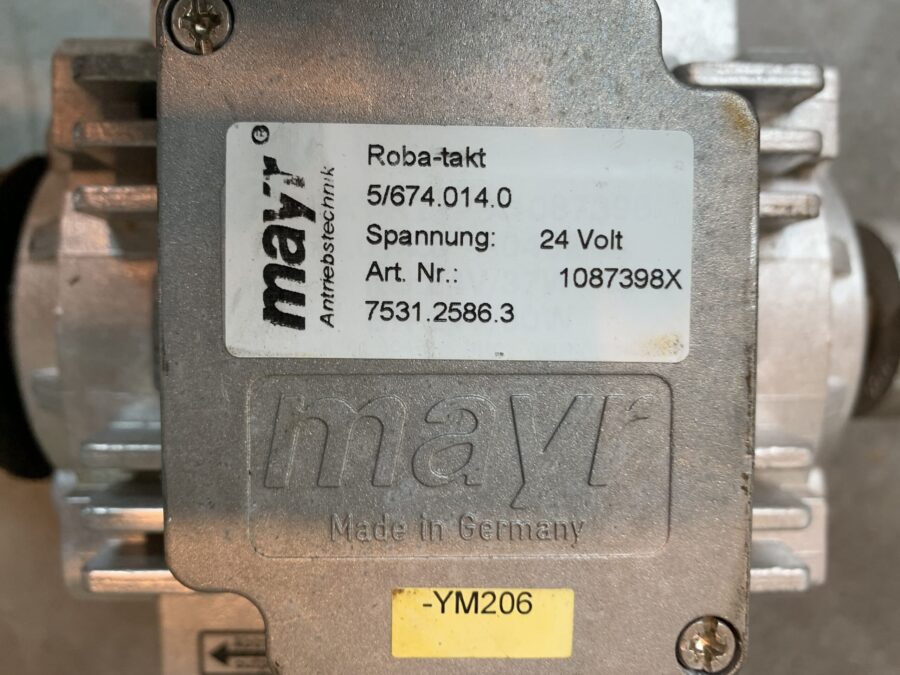 mayr ®
Antriebstechnik
Roba-takt
5/674.014.0
Spannung: 24 Volt
Art. Nr.: 1087398X
7531.2586.3
mayr
Made in Germany
-YM206